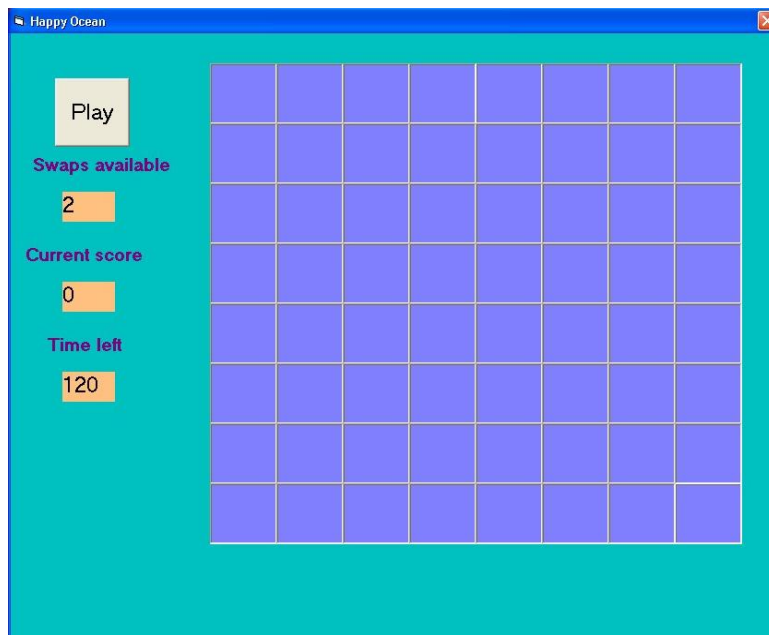 Happy Ocean
Play
Swaps available
2
Current score
0
Time left
120